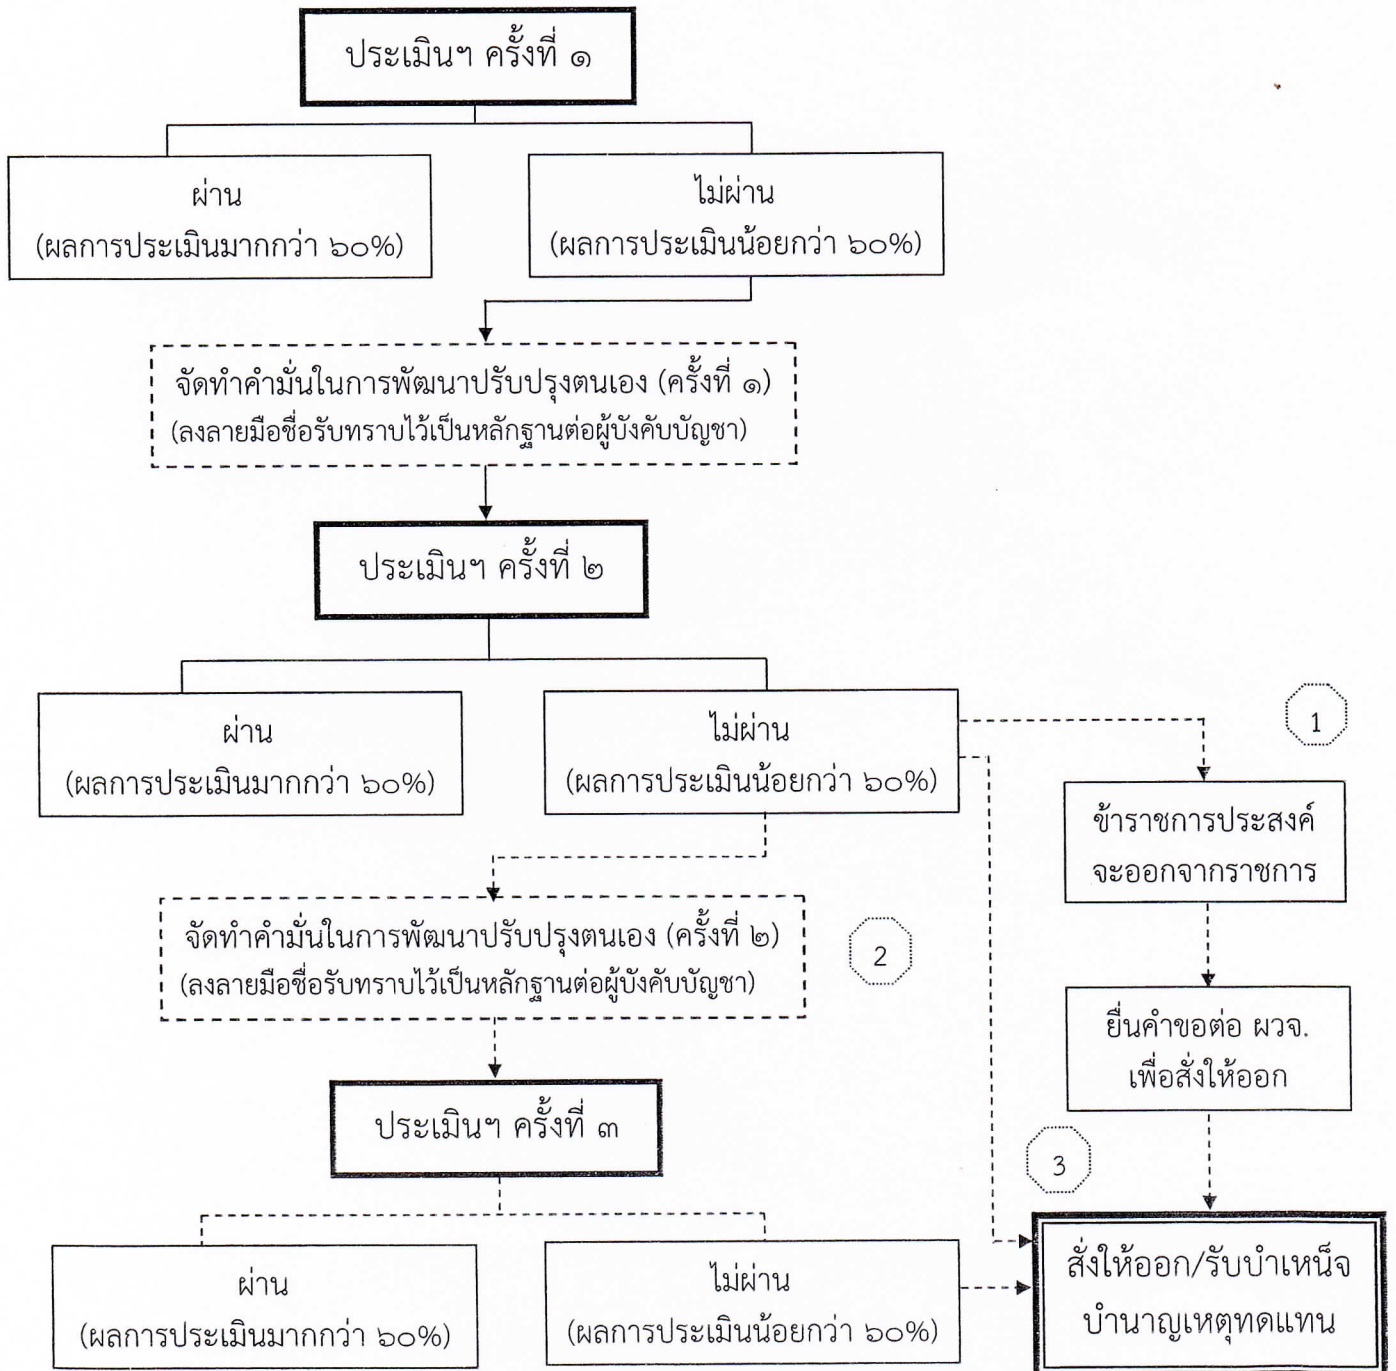 ประเมินฯ ครั้งที่ ๑
ผ่าน
(ผลการประเมินมากกว่า ๖๐%)
ไม่ผ่าน
(ผลการประเมินน้อยกว่า ๖๐%)
จัดทำคำมั่นในการพัฒนาปรับปรุงตนเอง (ครั้งที่ ๑)
(ลงลายมือชื่อรับทราบไว้เป็นหลักฐานต่อผู้บังคับบัญชา)
ประเมินฯ ครั้งที่ ๒
ผ่าน
(ผลการประเมินมากกว่า ๖๐%)
ไม่ผ่าน
(ผลการประเมินน้อยกว่า ๖๐%)
1
ข้าราชการประสงค์
จะออกจากราชการ
จัดทำคำมั่นในการพัฒนาปรับปรุงตนเอง (ครั้งที่ ๒)
(ลงลายมือชื่อรับทราบไว้เป็นหลักฐานต่อผู้บังคับบัญชา)
2
ยื่นคำขอต่อ ผวจ.
เพื่อสั่งให้ออก
ประเมินฯ ครั้งที่ ๓
3
ผ่าน
(ผลการประเมินมากกว่า ๖๐%)
ไม่ผ่าน
(ผลการประเมินน้อยกว่า ๖๐%)
สั่งให้ออก/รับบำเหน็จ
บำนาญเหตุทดแทน